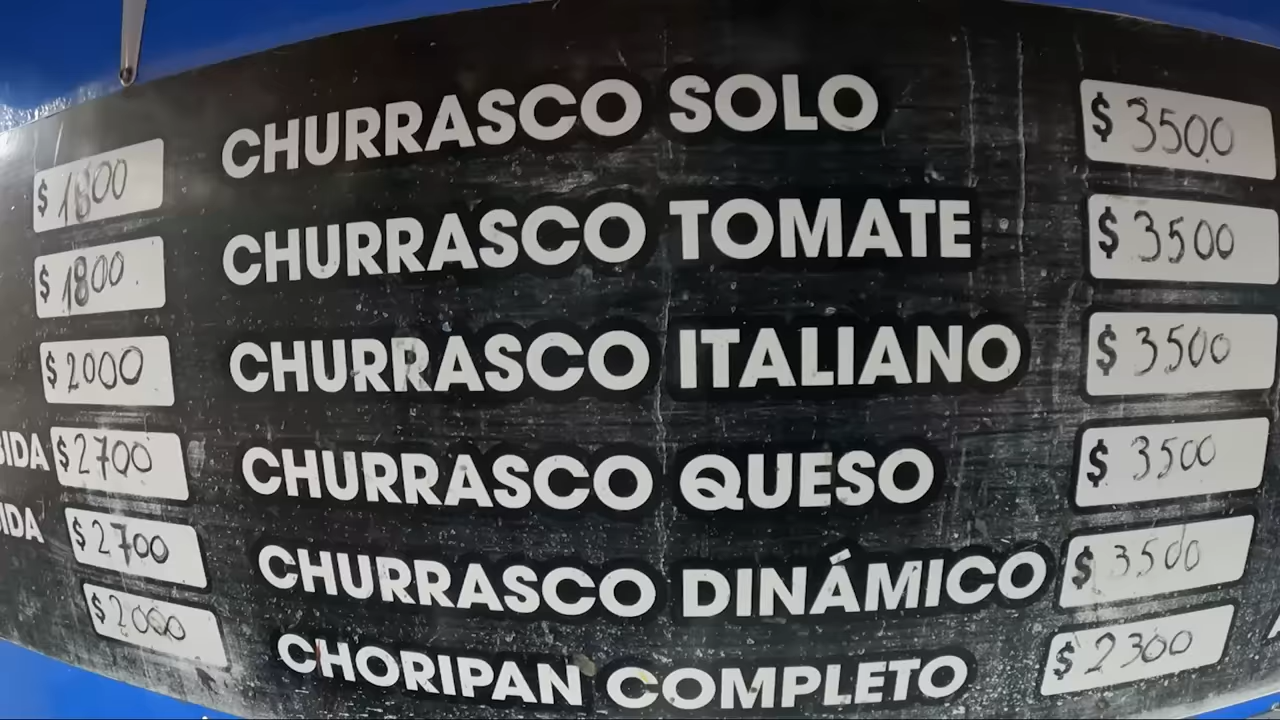 $ 1800 CHURRASCO SOLO $ 3500
$ 1800 CHURRASCO TOMATE $ 3500
$ 2000 CHURRASCO ITALIANO $ 3500
BIDA $ 2700 CHURRASCO QUESO $ 3500
IDA $ 2700 CHURRASCO DINÁMICO $ 3500
$ 2000 CHORIPAN COMPLETO $ 2300